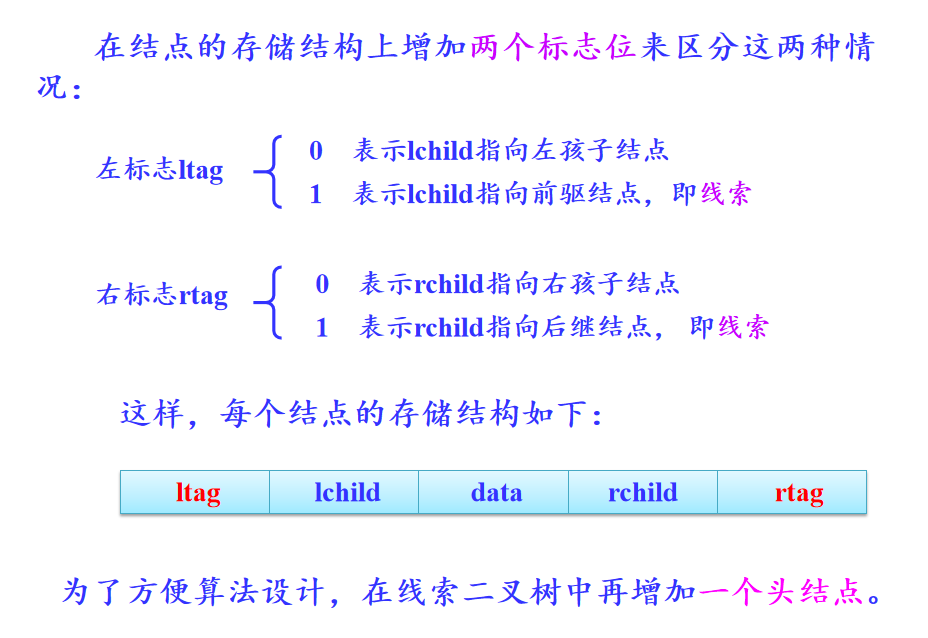 在结点的存储结构上增加两个标志位来区分这两种情
况：
左标志ltag
0 表示lchild指向左孩子结点
1 表示lchild指向前驱结点，即线索
右标志rtag
0 表示rchild指向右孩子结点
1 表示rchild指向后继结点， 即线索
这样，每个结点的存储结构如下：
ltag lchild data rchild rtag
为了方便算法设计，在线索二叉树中再增加一个头结点。